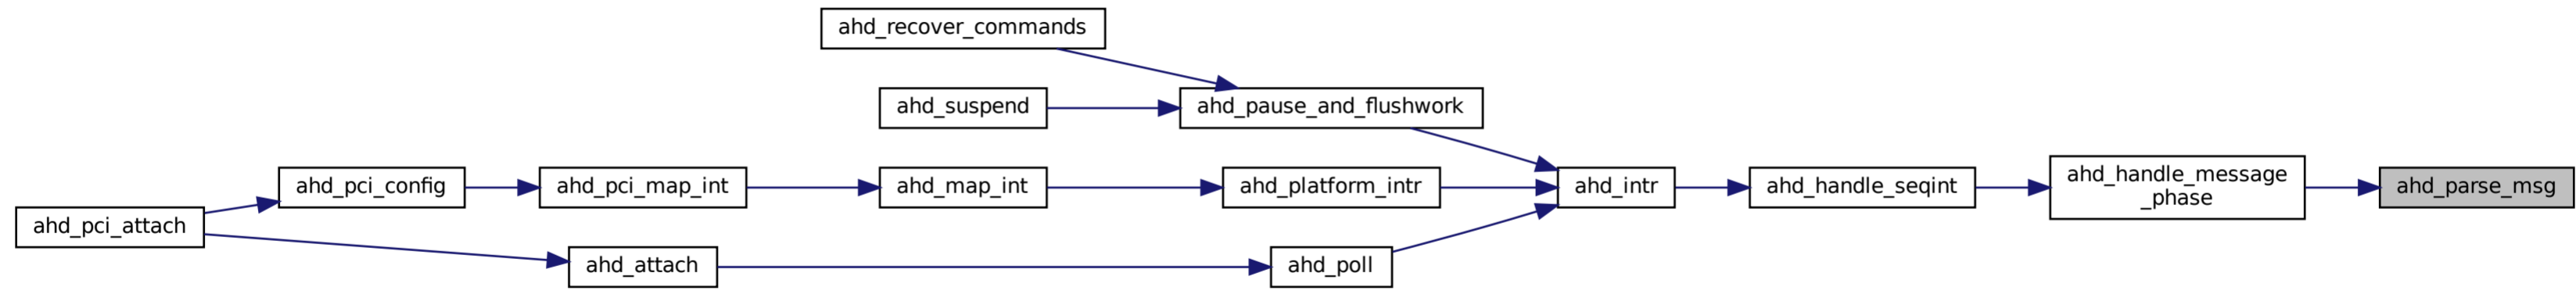 ahd_recover_commands
ahd_suspend
ahd_pause_and_flushwork
ahd_pci_config
ahd_pci_map_int
ahd_map_int
ahd_platform_intr
ahd_intr
ahd_handle_seqint
ahd_handle_message
_phase
ahd_parse_msg
ahd_pci_attach
ahd_attach
ahd_poll